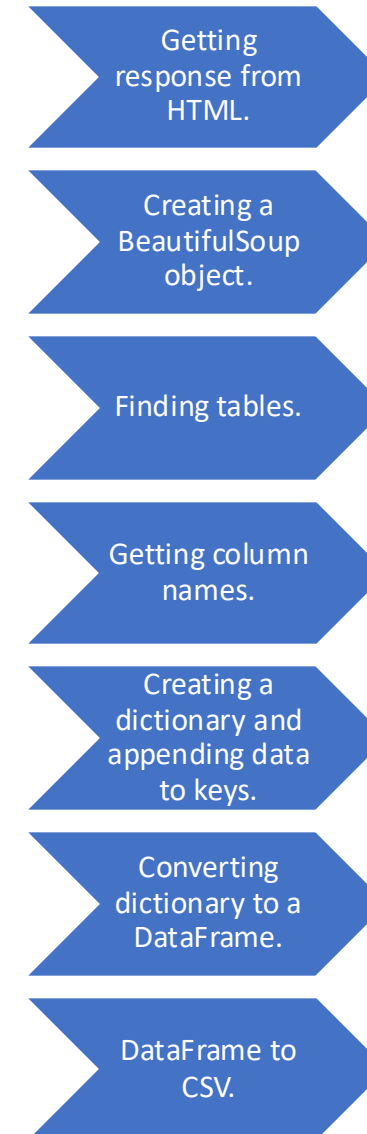 Getting
response from
HTML.
Creating a
BeautifulSoup
object.
Finding tables.
Getting column
names.
Creating a
dictionary and
appending data
to keys.
Converting
dictionary to a
DataFrame.
DataFrame to
CSV.